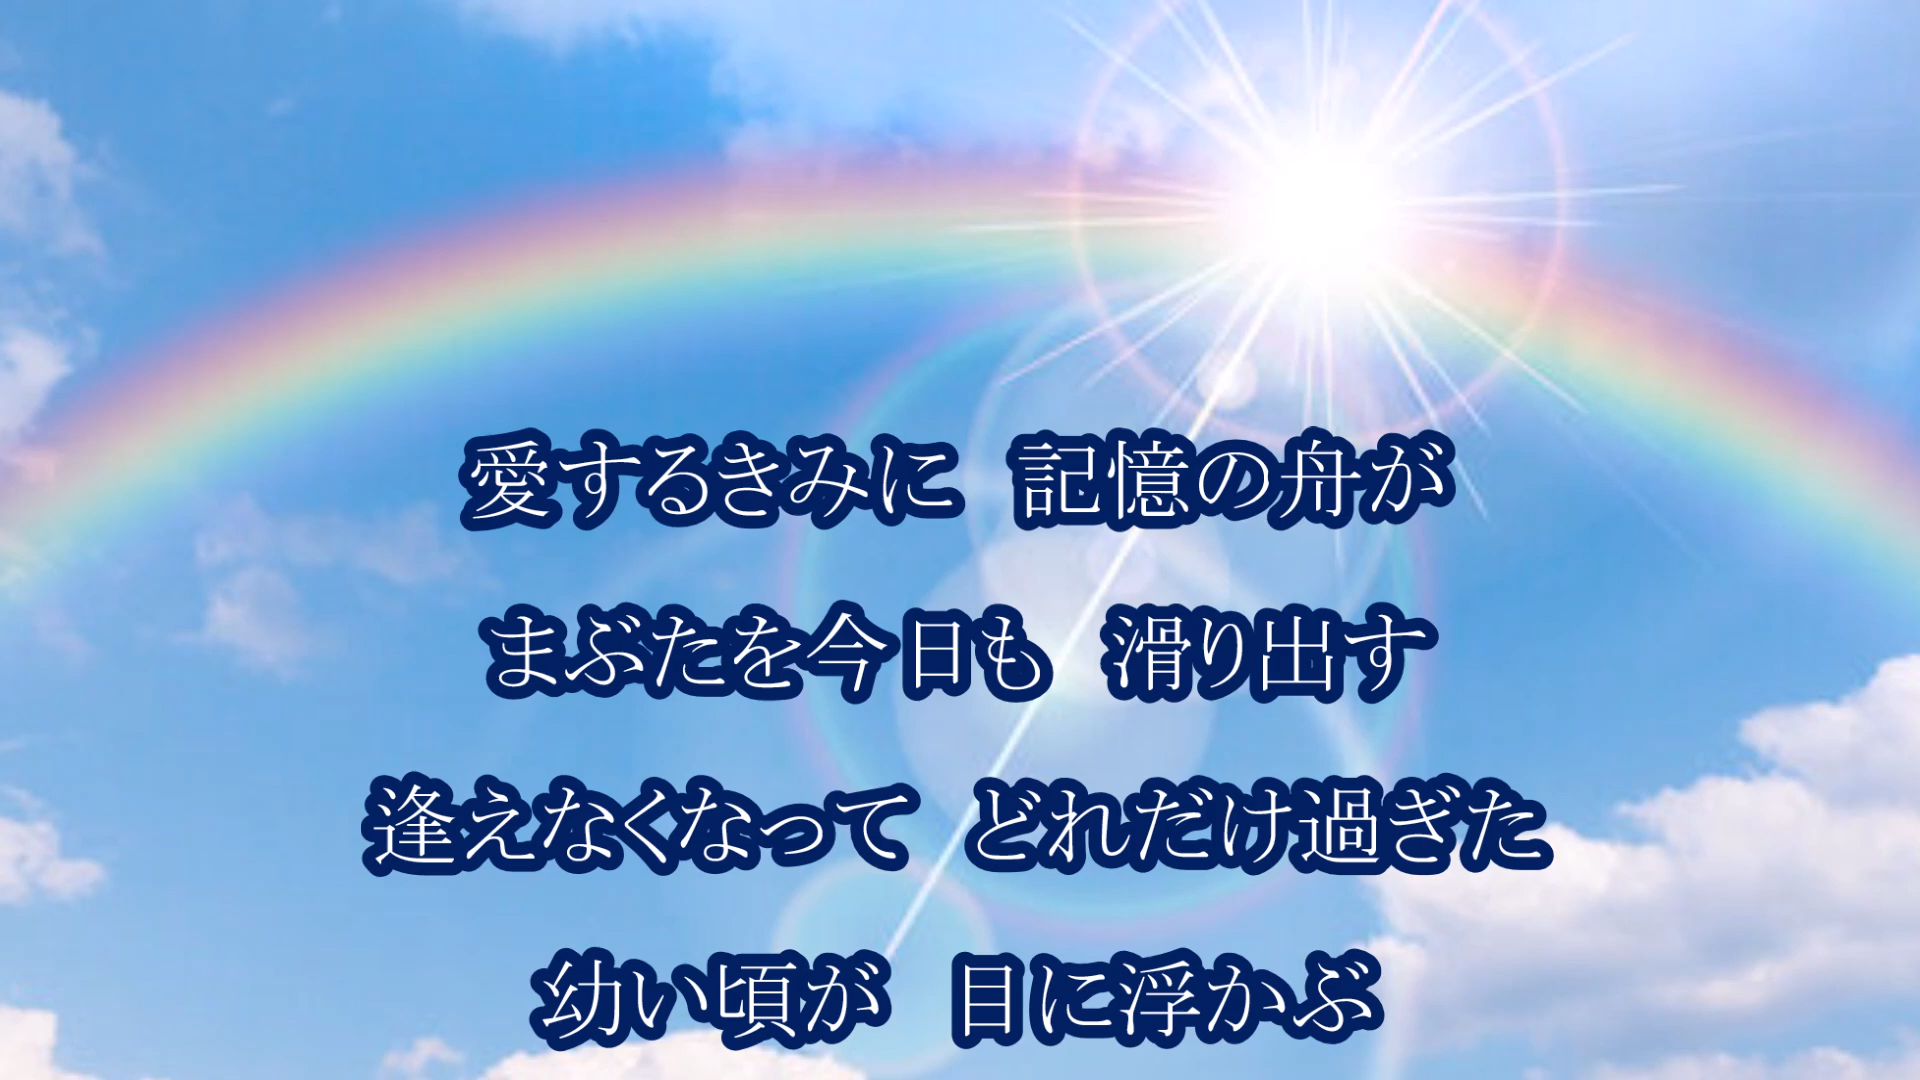 愛するきみに　記憶の舟が
まぶたを今日も　滑り出す
逢えなくなって　どれだけ過ぎた
幼い頃が　目に浮かぶ